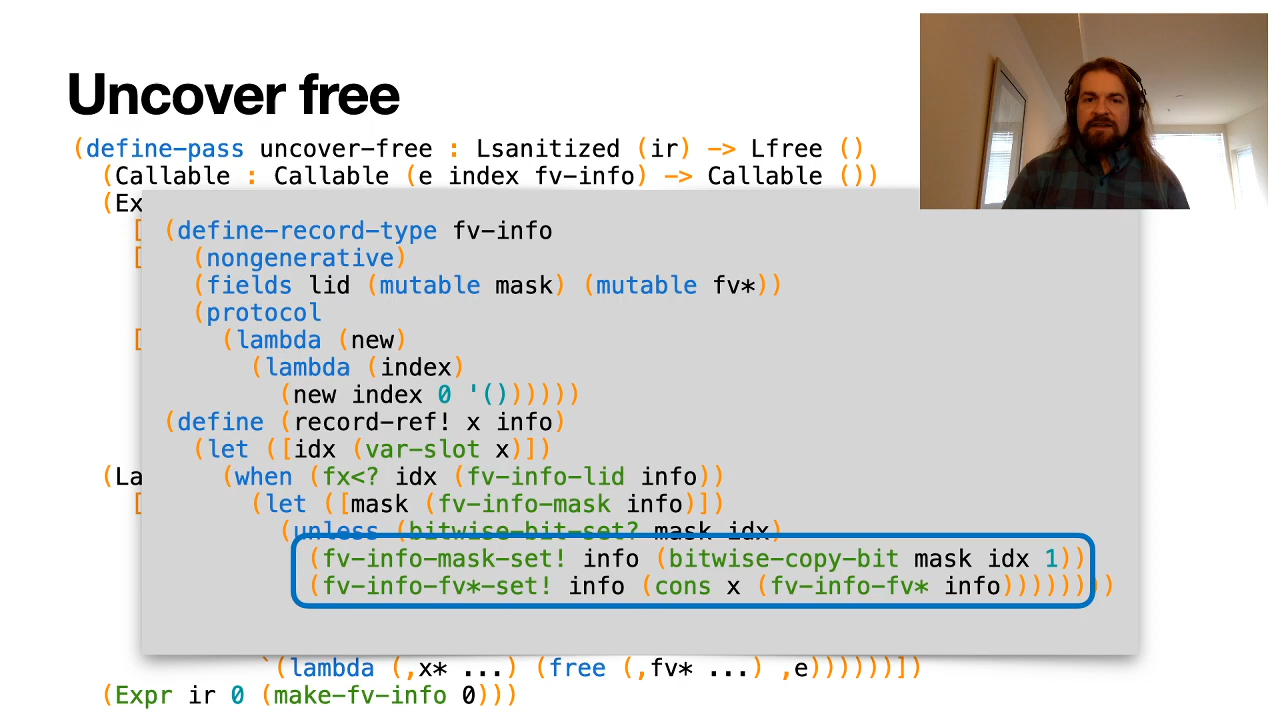 Uncover free
(define-pass uncover-free : Lsanitized (ir) -> Lfree ()
(Callable : Callable (e index fv-info) -> Callable ())
(Ex
[
[
[
(La
[
(define-record-type fv-info
(nongenerative)
(fields lid (mutable mask) (mutable fv*))
(protocol
(lambda (new)
(lambda (index)
(new index 0 '())))))
(define (record-ref! x info)
(let ([idx (var-slot x)])
(when (fx<? idx (fv-info-lid info))
(let ([mask (fv-info-mask info)])
(unless (bitwise-bit-set? mask idx)
(fv-info-mask-set! info (bitwise-copy-bit mask idx 1))
(fv-info-fv*-set! info (cons x (fv-info-fv* info))))))))
`(lambda (,x* ...) (free (,fv* ...) ,e))))))])
(Expr ir 0 (make-fv-info 0)))